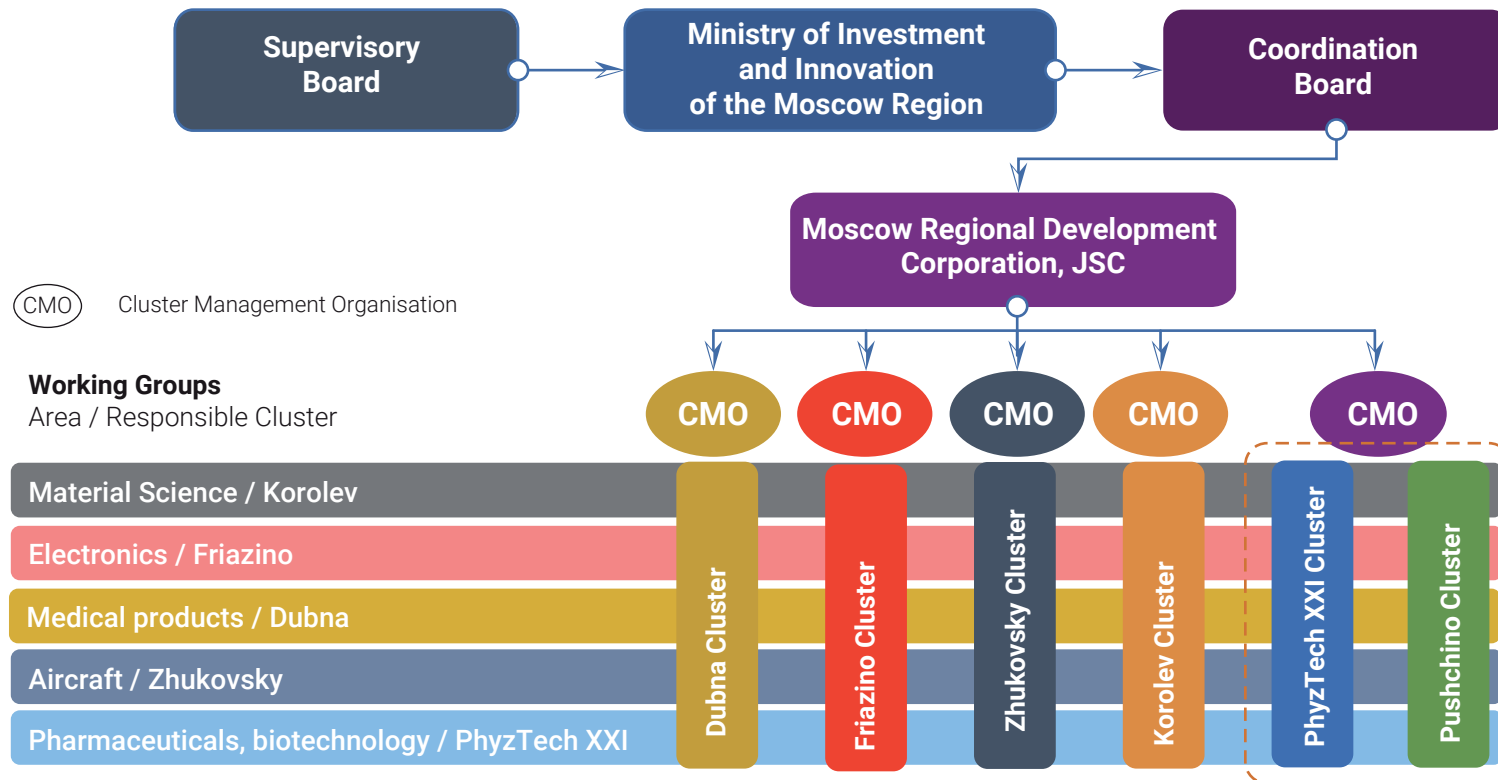 Supervisory
Board
Ministry of Investment
and Innovation
of the Moscow Region
Coordination
Board
Moscow Regional Development
Corporation, JSC
CMO
Cluster Management Organisation
Working Groups
Area / Responsible Cluster
CMO
CMO
CMO
CMO
CMO
Material Science / Korolev
Electronics / Friazino
Medical products / Dubna
Aircraft / Zhukovsky
Pharmaceuticals, biotechnology / PhyzTech XXI
Dubna Cluster
Friazino Cluster
Zhukovsky Cluster
Korolev Cluster
PhyzTech XXI Cluster
Pushchino Cluster